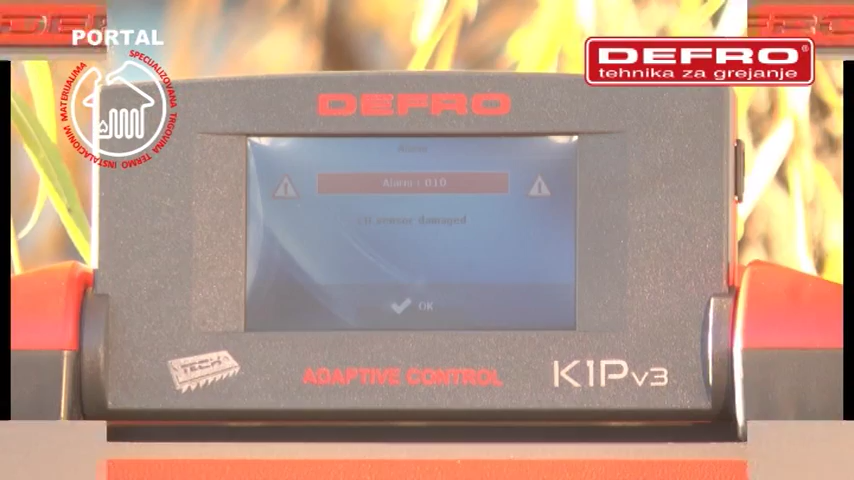 PORTAL
SPECIJALIZOVANA TRGOVINA TERMO INSTALACIONIM MATERIJALIMA
DEFRO®
tehnika za grejanje
DEFRO
Alarm
Alarm : 010
sensor damaged
OK
TECH
ADAPTIVE CONTROL
K1Pv3